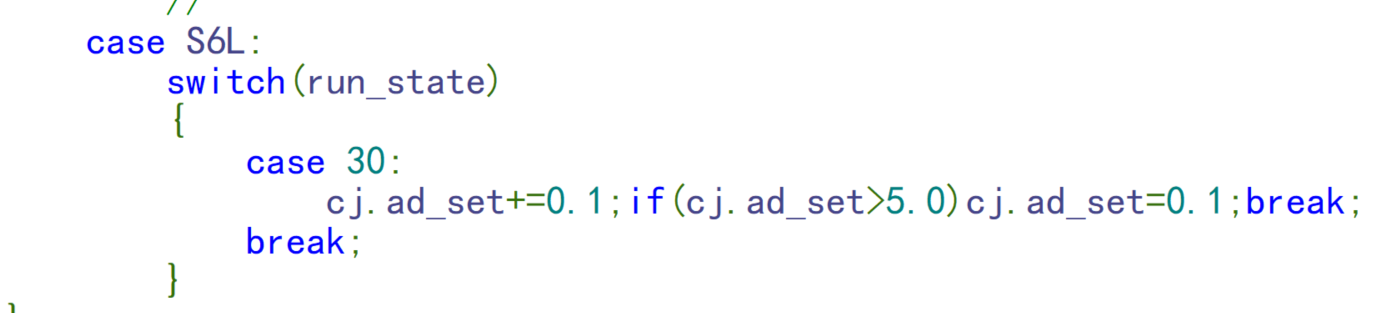 //
case S6L:
switch(run_state)
{
case 30:
cj.ad_set+=0.1;if(cj.ad_set>5.0)cj.ad_set=0.1;break;
break;
}
}